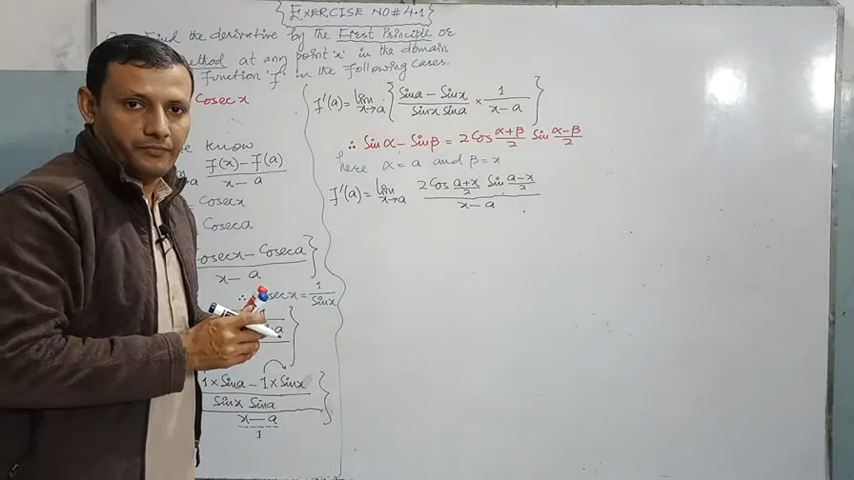 EXERCISE NO# 4.1
Find the derivative by the First Principle or
method at any point 'x' in the domain
function 'f' in the following cases.
Cosec x
know
f(x) - f(a)
x - a
= Cosec x
Cosec a
osec x - Cosec a
x - a
∴ Cosec x = 1/Sin x
1 × Sin a - 1 × Sin x
Sin x Sin a
x - a
1
f'(a) = lim x→a { (Sin a - Sin x)/(Sin x Sin a) × 1/(x - a) }
∴ Sin α - Sin β = 2 Cos (α+β)/2 Sin (α-β)/2
here α = a and β = x
f'(a) = lim x→a (2 Cos (a+x)/2 Sin (a-x)/2)/(x - a)